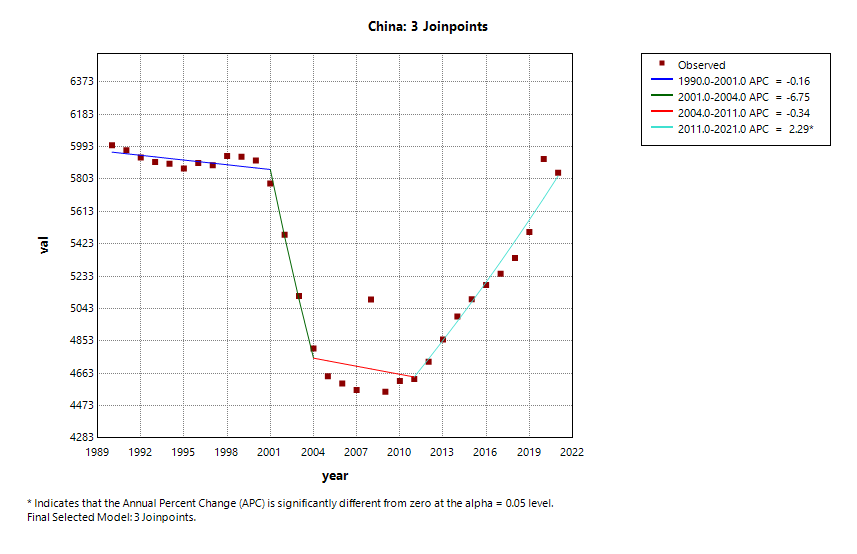 China: 3 Joinpoints
Observed
1990.0-2001.0 APC = -0.16
2001.0-2004.0 APC = -6.75
2004.0-2011.0 APC = -0.34
2011.0-2021.0 APC = 2.29*
6373
6183
5993
5803
5613
5423
5233
5043
4853
4663
4473
4283
val
1989 1992 1995 1998 2001 2004 2007 2010 2013 2016 2019 2022
year
* Indicates that the Annual Percent Change (APC) is significantly different from zero at the alpha = 0.05 level.
Final Selected Model: 3 Joinpoints.